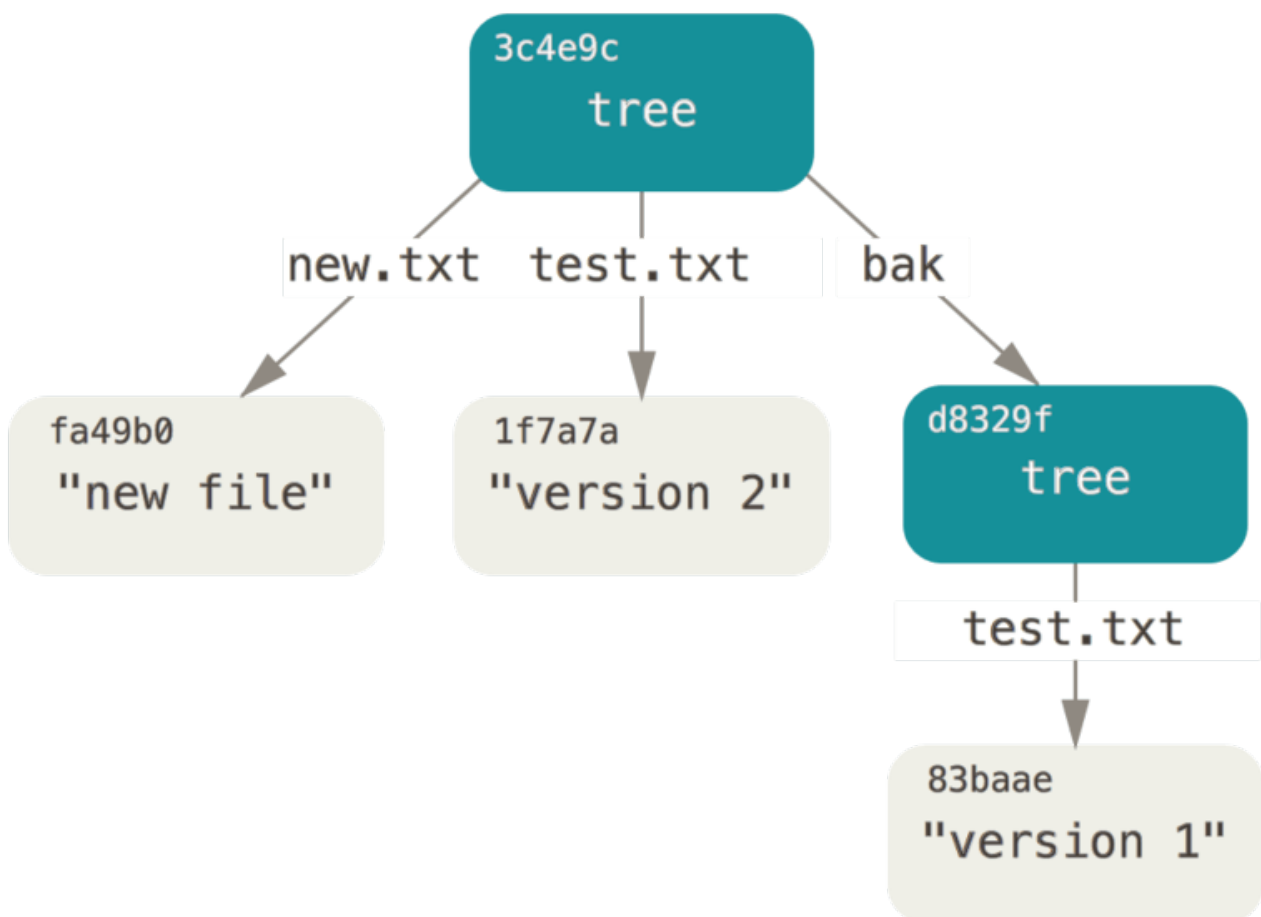 3c4e9c
tree
new.txt test.txt bak
fa49b0
"new file"
1f7a7a
"version 2"
d8329f
tree
test.txt
83baae
"version 1"